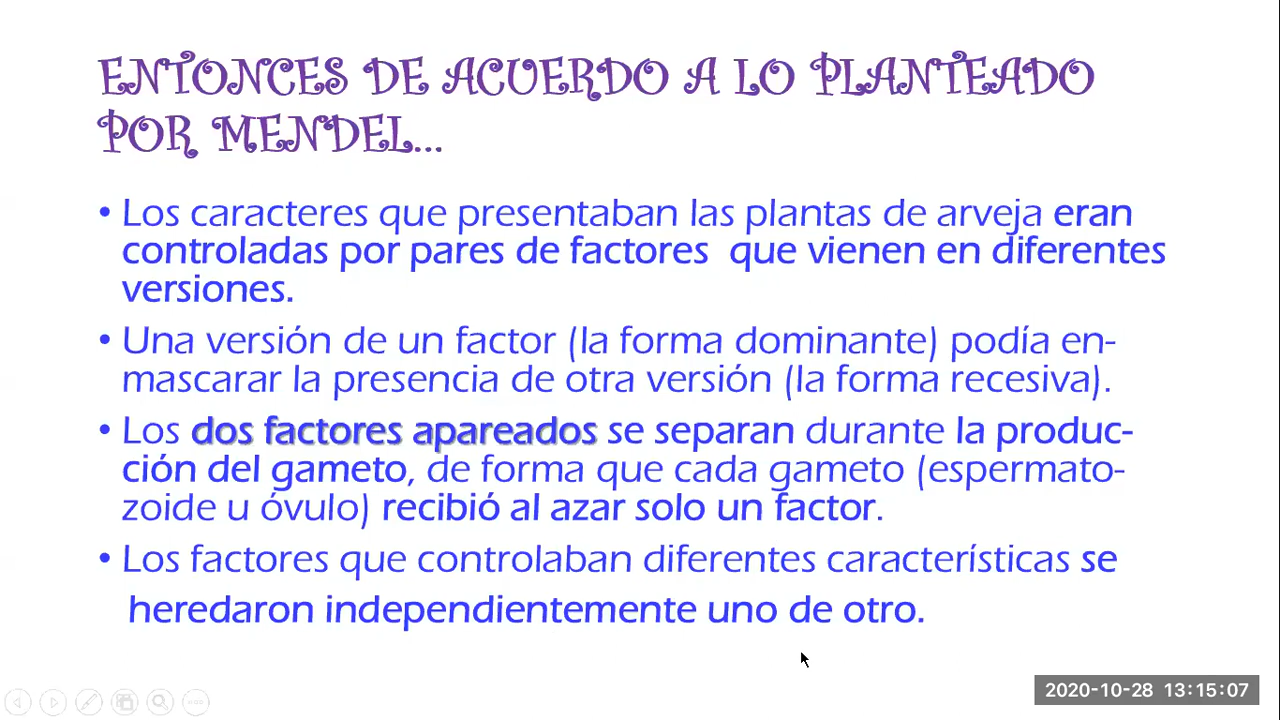 ENTONCES DE ACUERDO A LO PLANTEADO
POR MENDEL...
• Los caracteres que presentaban las plantas de arveja eran
controladas por pares de factores que vienen en diferentes
versiones.
• Una versión de un factor (la forma dominante) podía en-
mascarar la presencia de otra versión (la forma recesiva).
• Los dos factores apareados se separan durante la produc-
ción del gameto, de forma que cada gameto (espermato-
zoide u óvulo) recibió al azar solo un factor.
• Los factores que controlaban diferentes características se
heredaron independientemente uno de otro.
2020-10-28 13:15:07